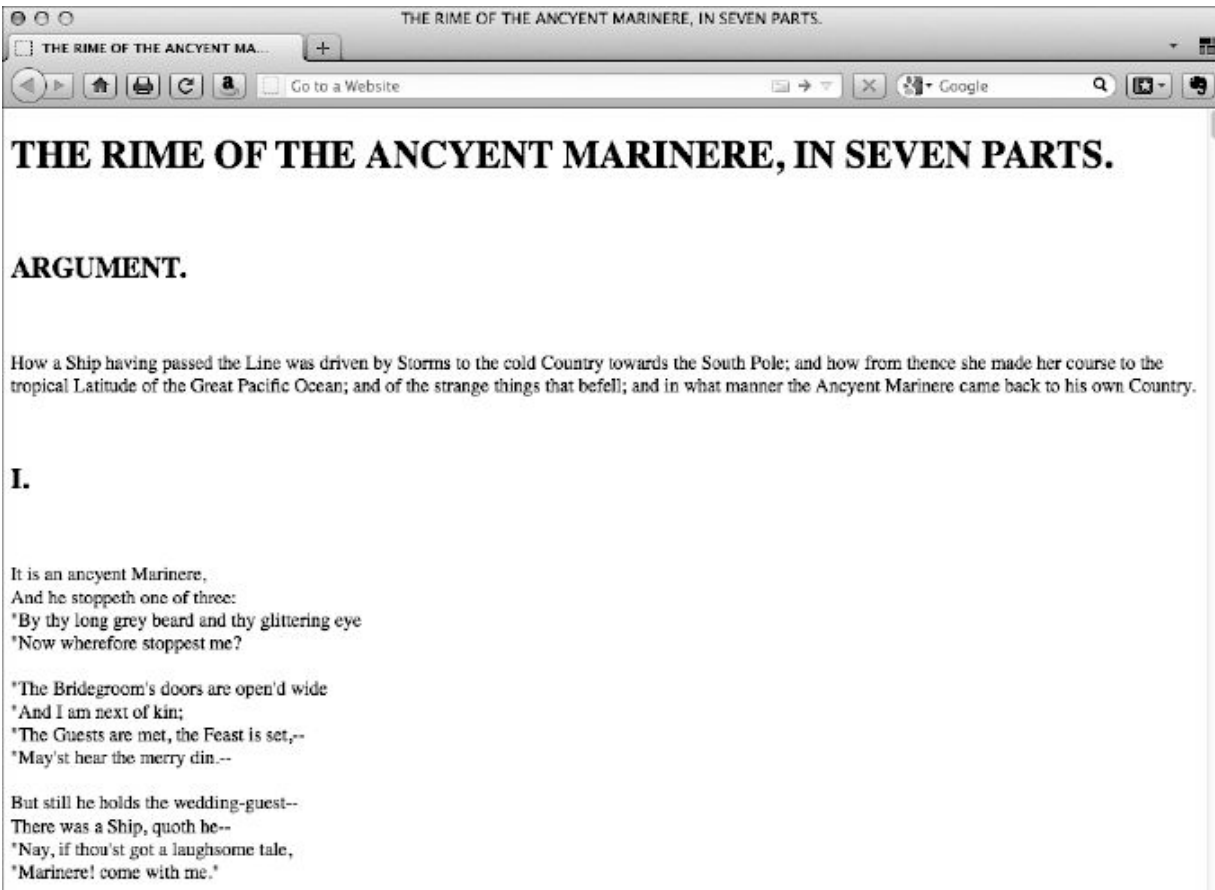 THE RIME OF THE ANCYENT MARINERE, IN SEVEN PARTS.
THE RIME OF THE ANCYENT MA...
Go to a Website
Google
THE RIME OF THE ANCYENT MARINERE, IN SEVEN PARTS.
ARGUMENT.
How a Ship having passed the Line was driven by Storms to the cold Country towards the South Pole; and how from thence she made her course to the
tropical Latitude of the Great Pacific Ocean; and of the strange things that befell; and in what manner the Ancyent Marinere came back to his own Country.
I.
It is an ancyent Marinere,
And he stoppeth one of three:
"By thy long grey beard and thy glittering eye
"Now wherefore stoppest me?
"The Bridegroom's doors are open'd wide
"And I am next of kin;
"The Guests are met, the Feast is set,--
"May'st hear the merry din.--
But still he holds the wedding-guest--
There was a Ship, quoth he--
"Nay, if thou'st got a laughsome tale,
"Marinere! come with me."